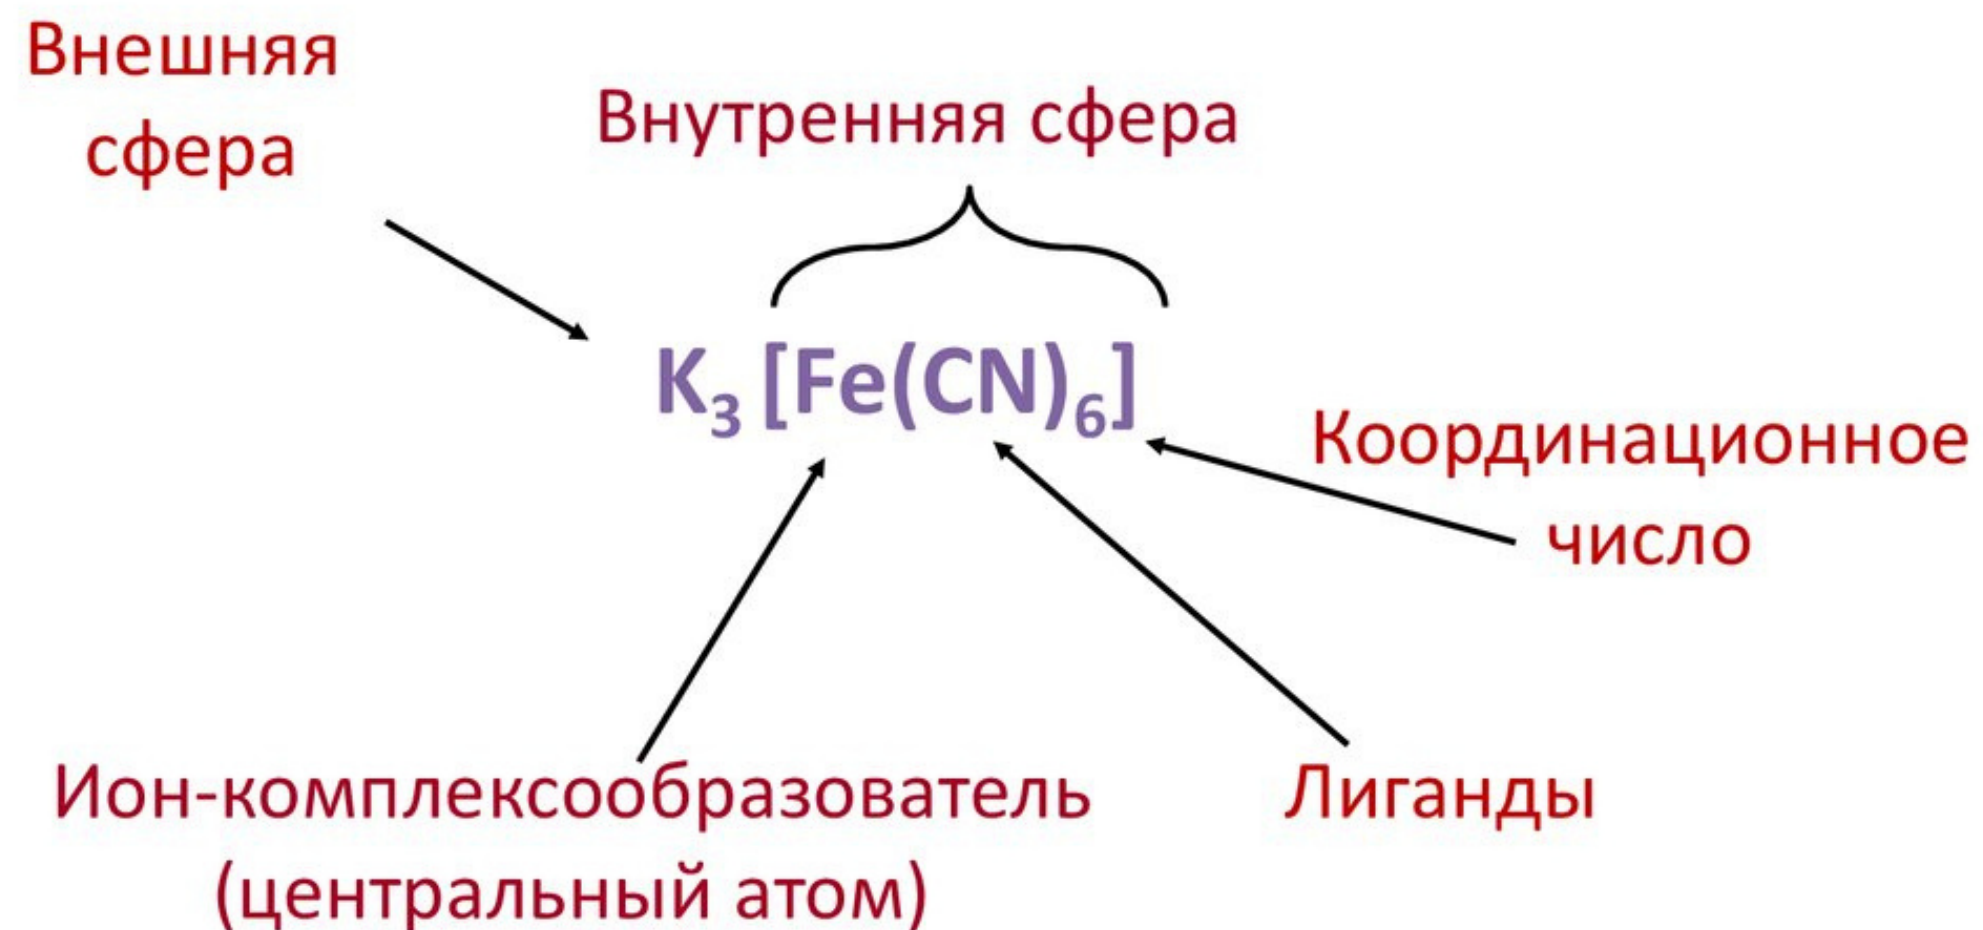 Внешняя
сфера
Внутренняя сфера
K₃ [Fe(CN)₆]
Координационное
число
Ион-комплексообразователь
(центральный атом)
Лиганды